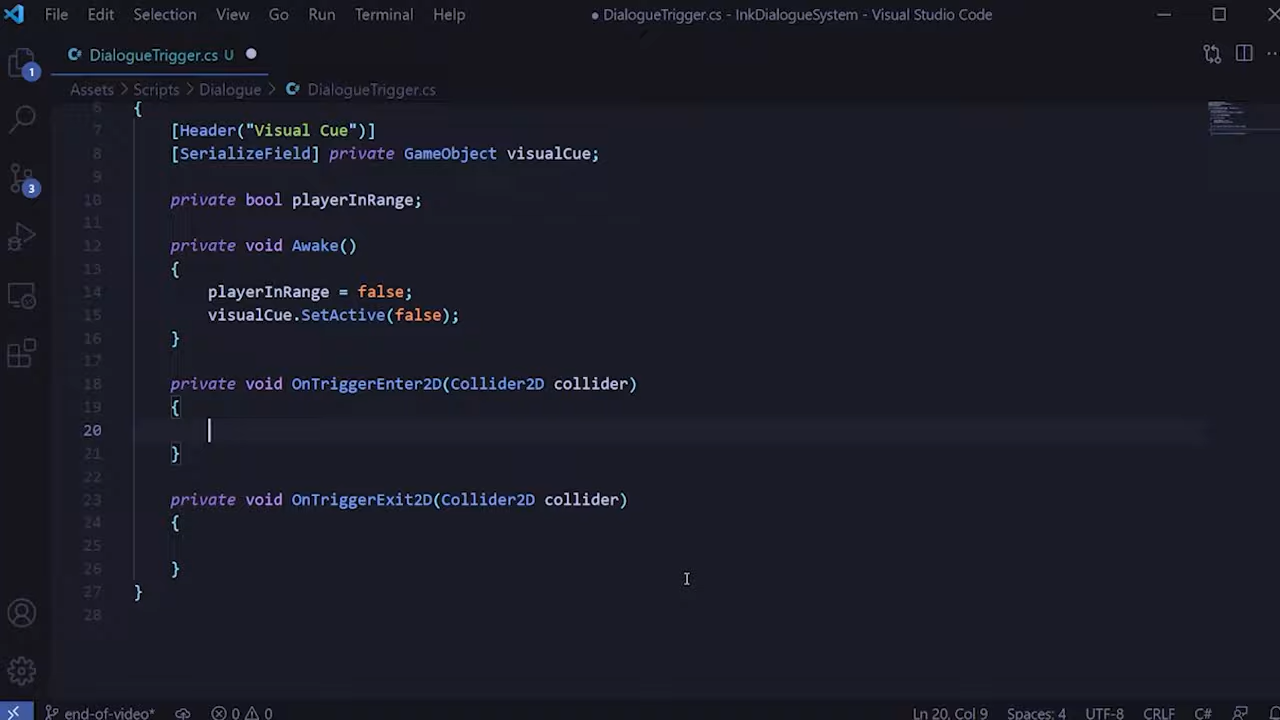 File Edit Selection View Go Run Terminal Help ● DialogueTrigger.cs - InkDialogueSystem - Visual Studio Code
DialogueTrigger.cs U
1
Assets > Scripts > Dialogue > DialogueTrigger.cs
6 {
7 [Header("Visual Cue")]
8 [SerializeField] private GameObject visualCue;
9
10 private bool playerInRange;
11
12 private void Awake()
13 {
14 playerInRange = false;
15 visualCue.SetActive(false);
16 }
17
18 private void OnTriggerEnter2D(Collider2D collider)
19 {
20
21 }
22
23 private void OnTriggerExit2D(Collider2D collider)
24 {
25
26 }
27 }
28
3
end-of-video* 0 0 Ln 20, Col 9 Spaces: 4 UTF-8 CRLF C#